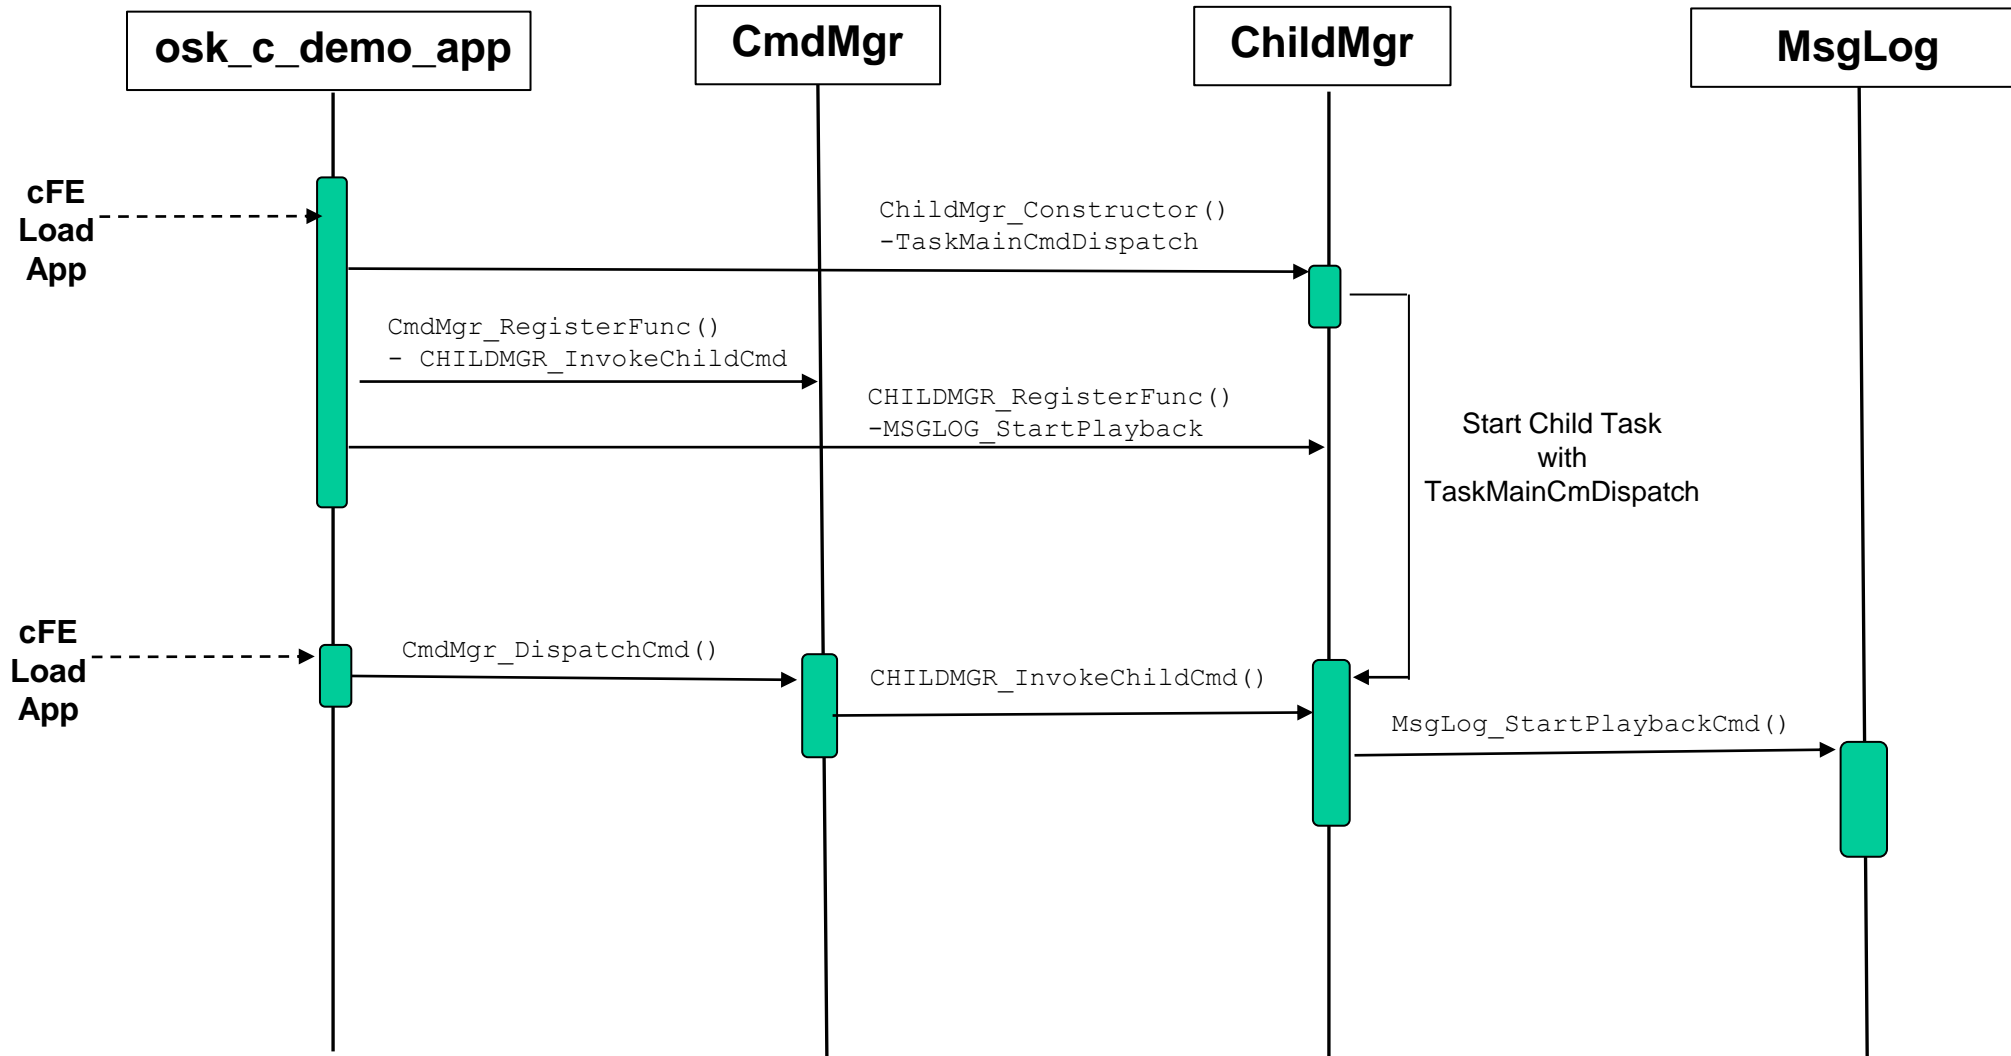 osk_c_demo_app
CmdMgr
ChildMgr
MsgLog
cFE
Load
App
ChildMgr_Constructor()
-TaskMainCmdDispatch
CmdMgr_RegisterFunc()
- CHILDMGR_InvokeChildCmd
CHILDMGR_RegisterFunc()
-MSGLOG_StartPlayback
Start Child Task
with
TaskMainCmDispatch
cFE
Load
App
CmdMgr_DispatchCmd()
CHILDMGR_InvokeChildCmd()
MsgLog_StartPlaybackCmd()